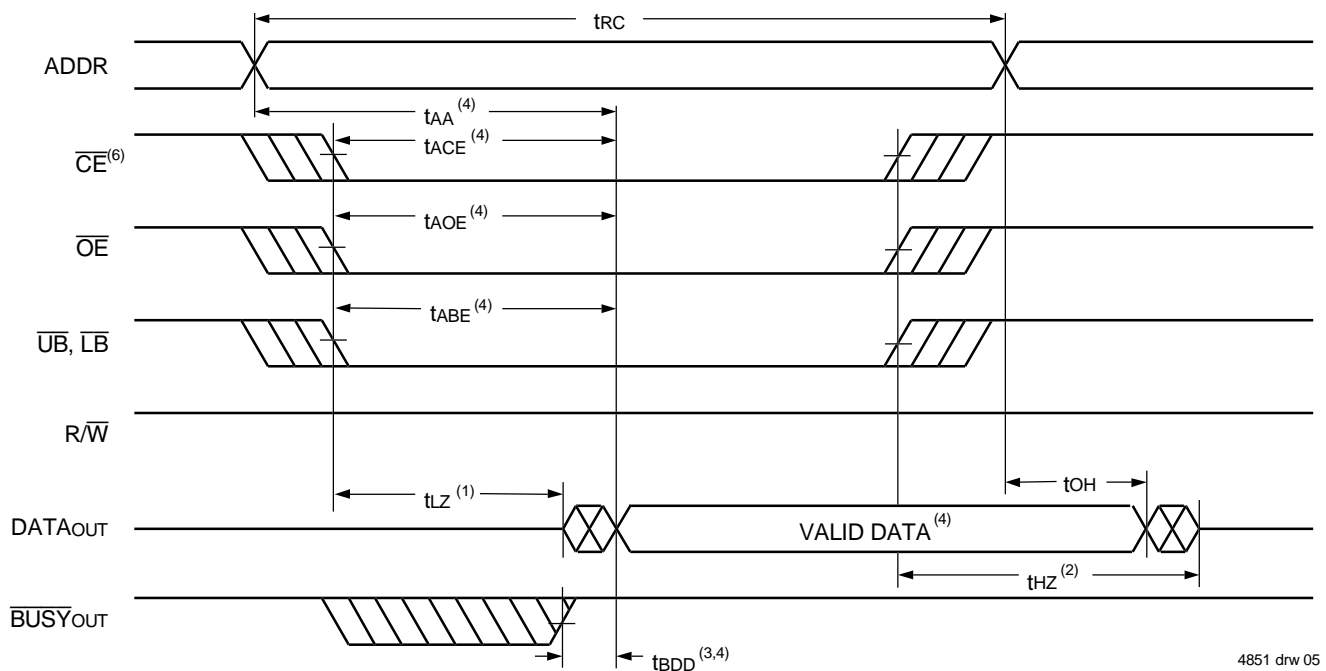 tRC
ADDR
tAA (4)
CE(6)
tACE (4)
OE
tAOE (4)
UB, LB
tABE (4)
R/W
tLZ (1)
tOH
DATAOUT
VALID DATA(4)
tHZ (2)
BUSYOUT
tBDD (3,4)
4851 drw 05